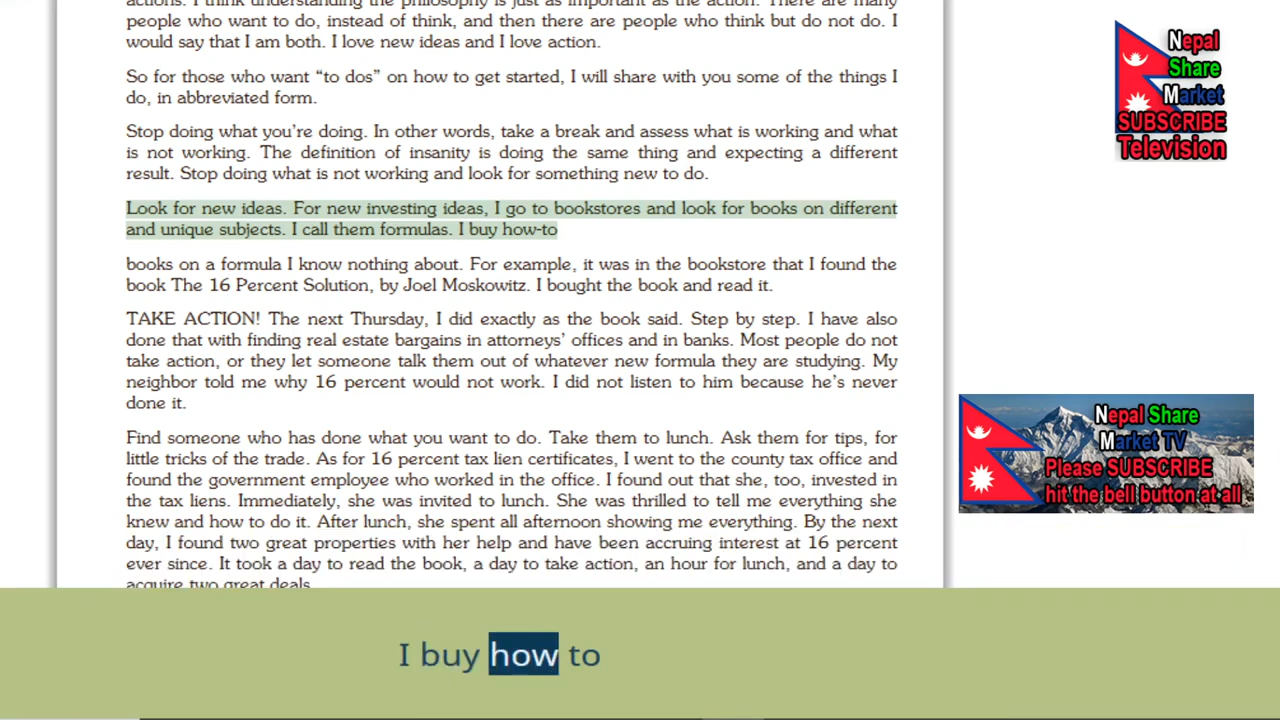 actions. I think understanding the philosophy is just as important as the action. There are many
people who want to do, instead of think, and then there are people who think but do not do. I
would say that I am both. I love new ideas and I love action.
So for those who want “to dos” on how to get started, I will share with you some of the things I
do, in abbreviated form.
Stop doing what you’re doing. In other words, take a break and assess what is working and what
is not working. The definition of insanity is doing the same thing and expecting a different
result. Stop doing what is not working and look for something new to do.
Look for new ideas. For new investing ideas, I go to bookstores and look for books on different
and unique subjects. I call them formulas. I buy how-to
books on a formula I know nothing about. For example, it was in the bookstore that I found the
book The 16 Percent Solution, by Joel Moskowitz. I bought the book and read it.
TAKE ACTION! The next Thursday, I did exactly as the book said. Step by step. I have also
done that with finding real estate bargains in attorneys’ offices and in banks. Most people do not
take action, or they let someone talk them out of whatever new formula they are studying. My
neighbor told me why 16 percent would not work. I did not listen to him because he’s never
done it.
Find someone who has done what you want to do. Take them to lunch. Ask them for tips, for
little tricks of the trade. As for 16 percent tax lien certificates, I went to the county tax office and
found the government employee who worked in the office. I found out that she, too, invested in
the tax liens. Immediately, she was invited to lunch. She was thrilled to tell me everything she
knew and how to do it. After lunch, she spent all afternoon showing me everything. By the next
day, I found two great properties with her help and have been accruing interest at 16 percent
ever since. It took a day to read the book, a day to take action, an hour for lunch, and a day to
acquire two great deals.
Nepal
Share
Market
SUBSCRIBE
Television
Nepal Share
Market TV
Please SUBSCRIBE
hit the bell button at all
I buy how to